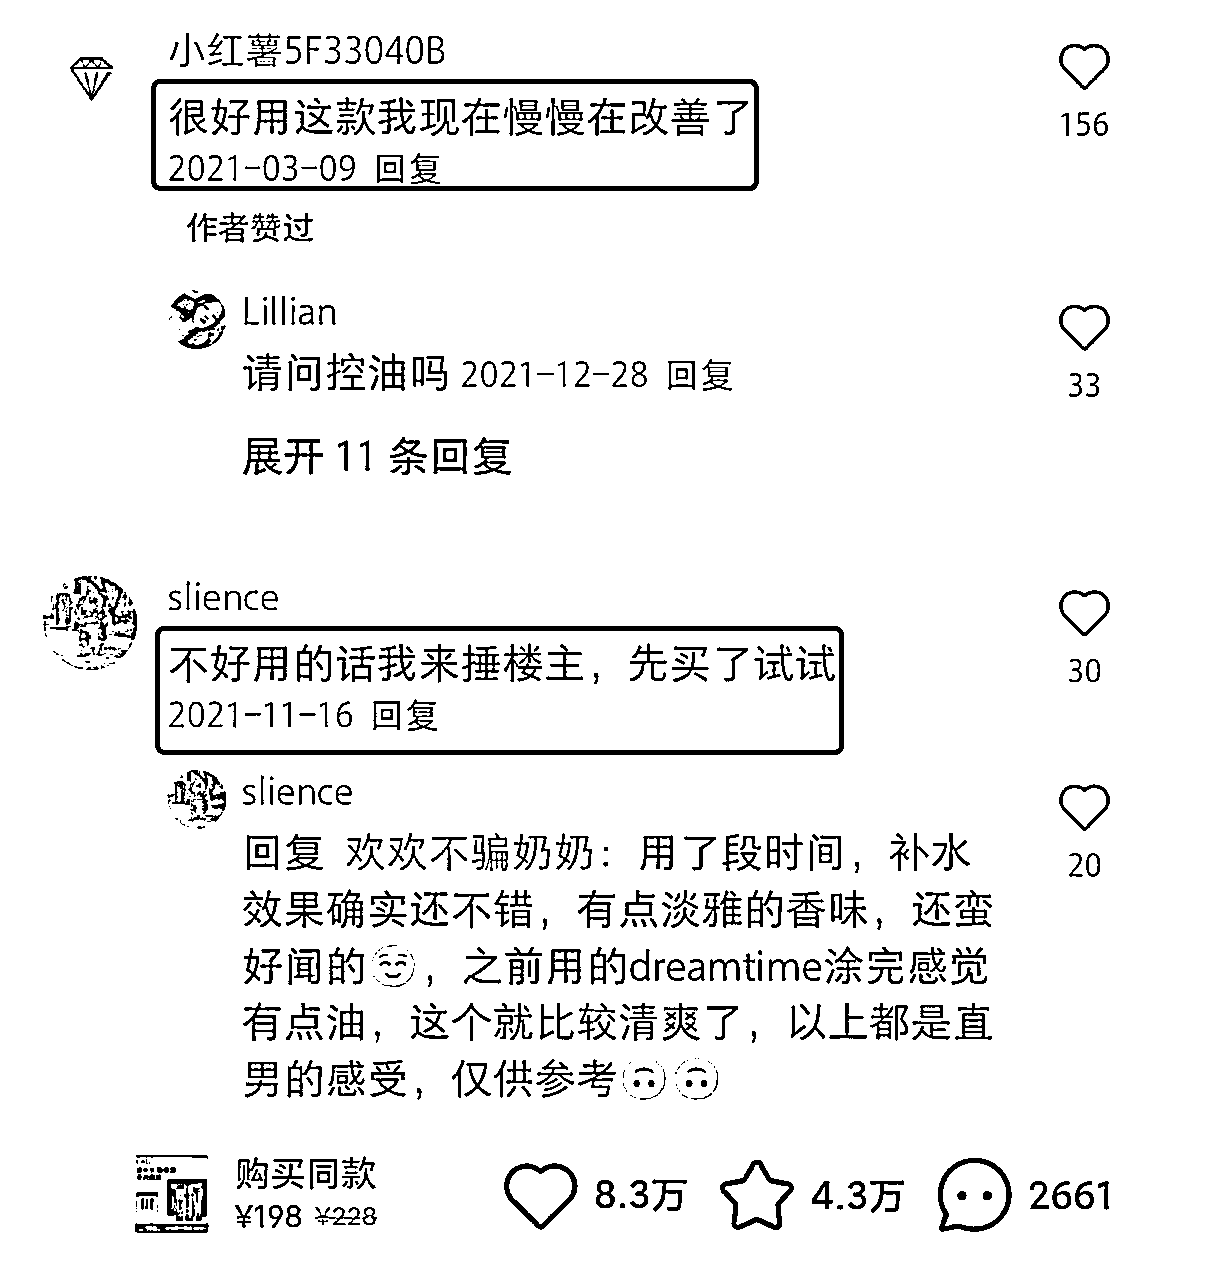 小红薯5F33040B
很好用这款我现在慢慢在改善了
2021-03-09 回复
156
作者赞过
Lillian
请问控油吗 2021-12-28 回复
33
展开 11 条回复
slience
不好用的话我来捶楼主，先买了试试
2021-11-16 回复
30
slience
回复 欢欢不骗奶奶：用了段时间，补水
效果确实还不错，有点淡雅的香味，还蛮
好闻的😌，之前用的dreamtime涂完感觉
有点油，这个就比较清爽了，以上都是直
男的感受，仅供参考🙃🙃
20
购买同款
¥198 ¥228
8.3万
4.3万
2661